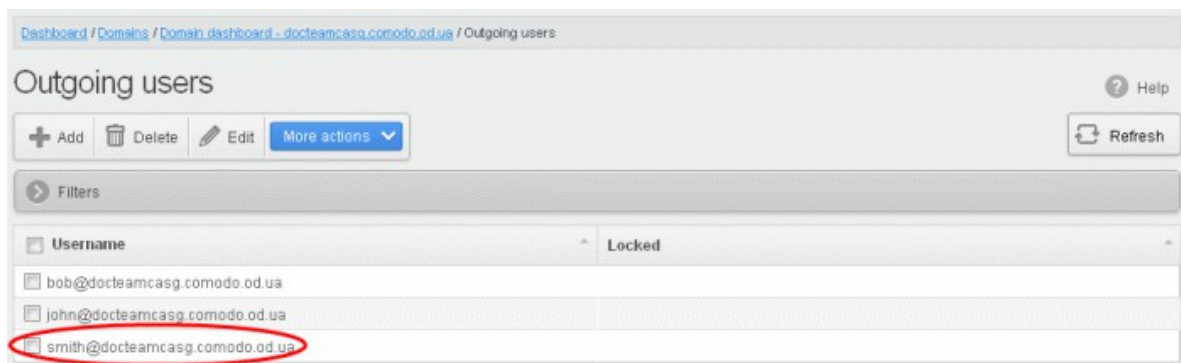 Dashboard / Domains / Domain dashboard - docteamcasg.comodo.od.ua / Outgoing users
Outgoing users
Help
Add Delete Edit More actions Refresh
Filters
Username Locked
bob@docteamcasg.comodo.od.ua
john@docteamcasg.comodo.od.ua
smith@docteamcasg.comodo.od.ua